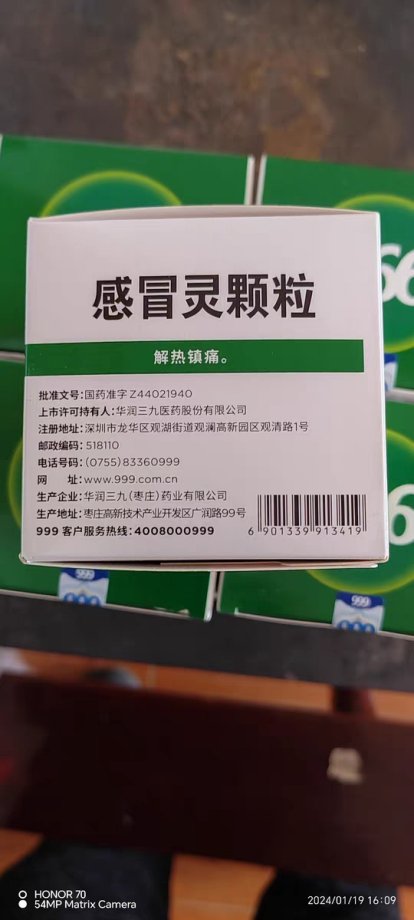 感冒灵颗粒
解热镇痛。
批准文号:国药准字 Z44021940
上市许可持有人:华润三九医药股份有限公司
注册地址:深圳市龙华区观湖街道观澜高新园区观清路1号
邮政编码:518110
电话号码:(0755)83360999
网 址:www.999.com.cn
生产企业:华润三九(枣庄)药业有限公司
生产地址:枣庄高新技术产业开发区广润路99号
999 客户服务热线:4008000999
6 901339 913419
999
999
HONOR 70
54MP Matrix Camera
2024/01/19 16:09